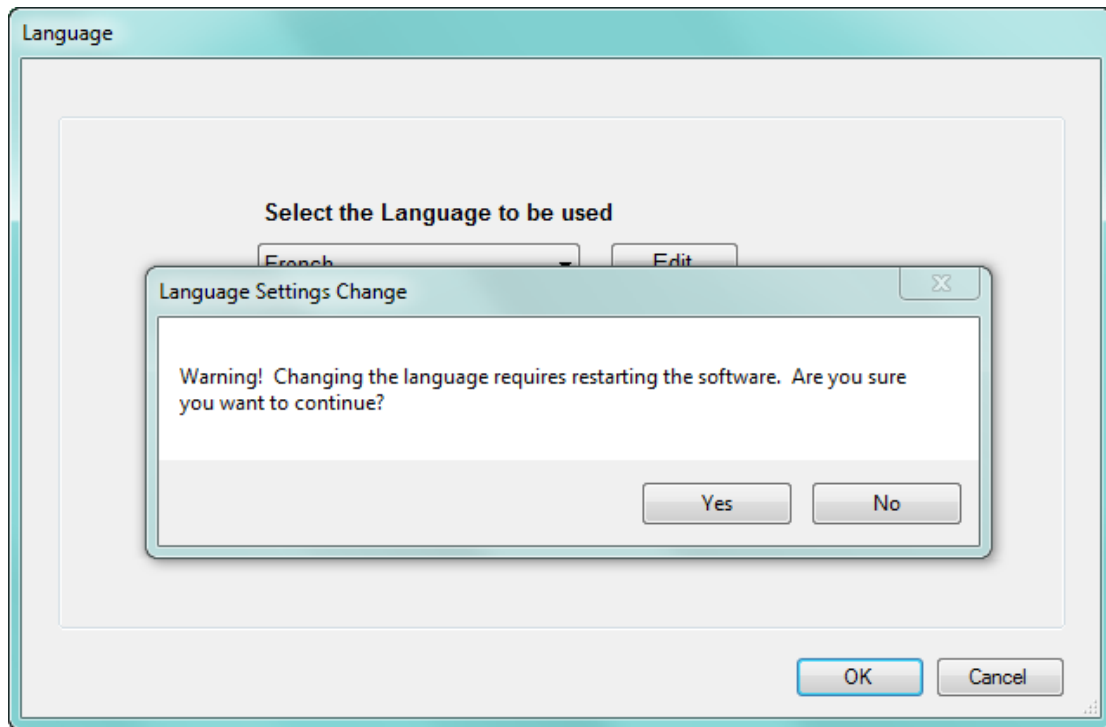 Language
Select the Language to be used
French
Edit
Language Settings Change
Warning!  Changing the language requires restarting the software.  Are you sure
you want to continue?
Yes
No
OK
Cancel